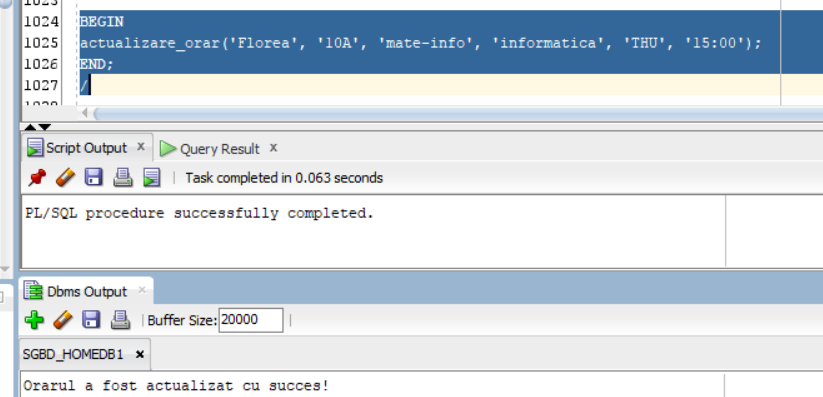 1023
1024 BEGIN
1025 actualizare_orar('Florea', '10A', 'mate-info', 'informatica', 'THU', '15:00');
1026 END;
1027 /
1028
Script Output x Query Result x
Task completed in 0.063 seconds
PL/SQL procedure successfully completed.
Dbms Output x
Buffer Size: 20000
SGBD_HOMEDB1 x
Orarul a fost actualizat cu succes!